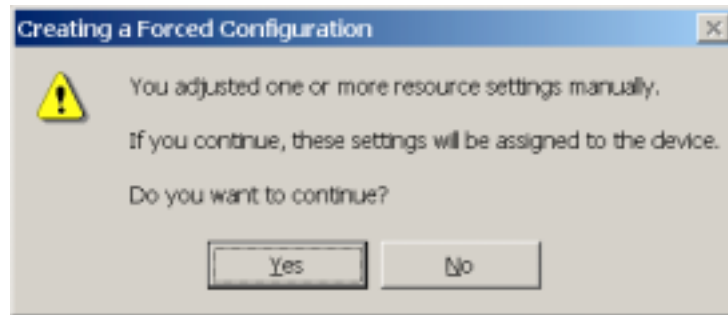 Creating a Forced Configuration
You adjusted one or more resource settings manually.
If you continue, these settings will be assigned to the device.
Do you want to continue?
Yes
No